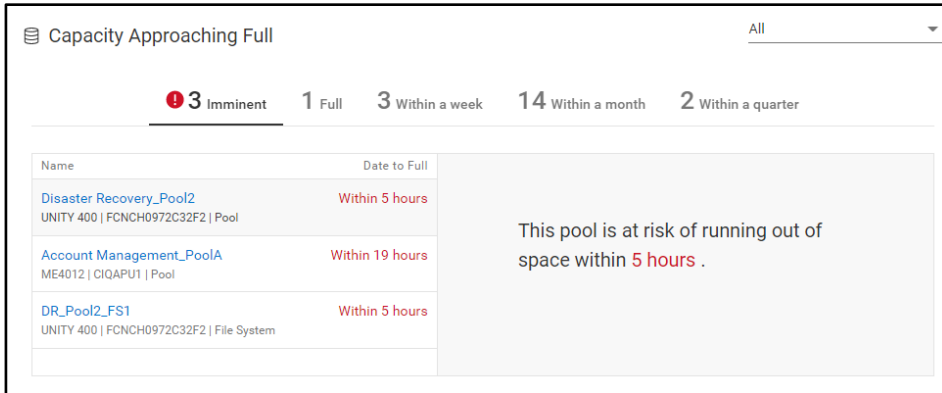 Capacity Approaching Full
All
3 Imminent
1 Full
3 Within a week
14 Within a month
2 Within a quarter
Name
Date to Full
Disaster Recovery_Pool2
Within 5 hours
UNITY 400 | FCNCH0972C32F2 | Pool
Account Management_PoolA
Within 19 hours
ME4012 | CIQAPU1 | Pool
DR_Pool2_FS1
Within 5 hours
UNITY 400 | FCNCH0972C32F2 | File System
This pool is at risk of running out of
space within 5 hours .